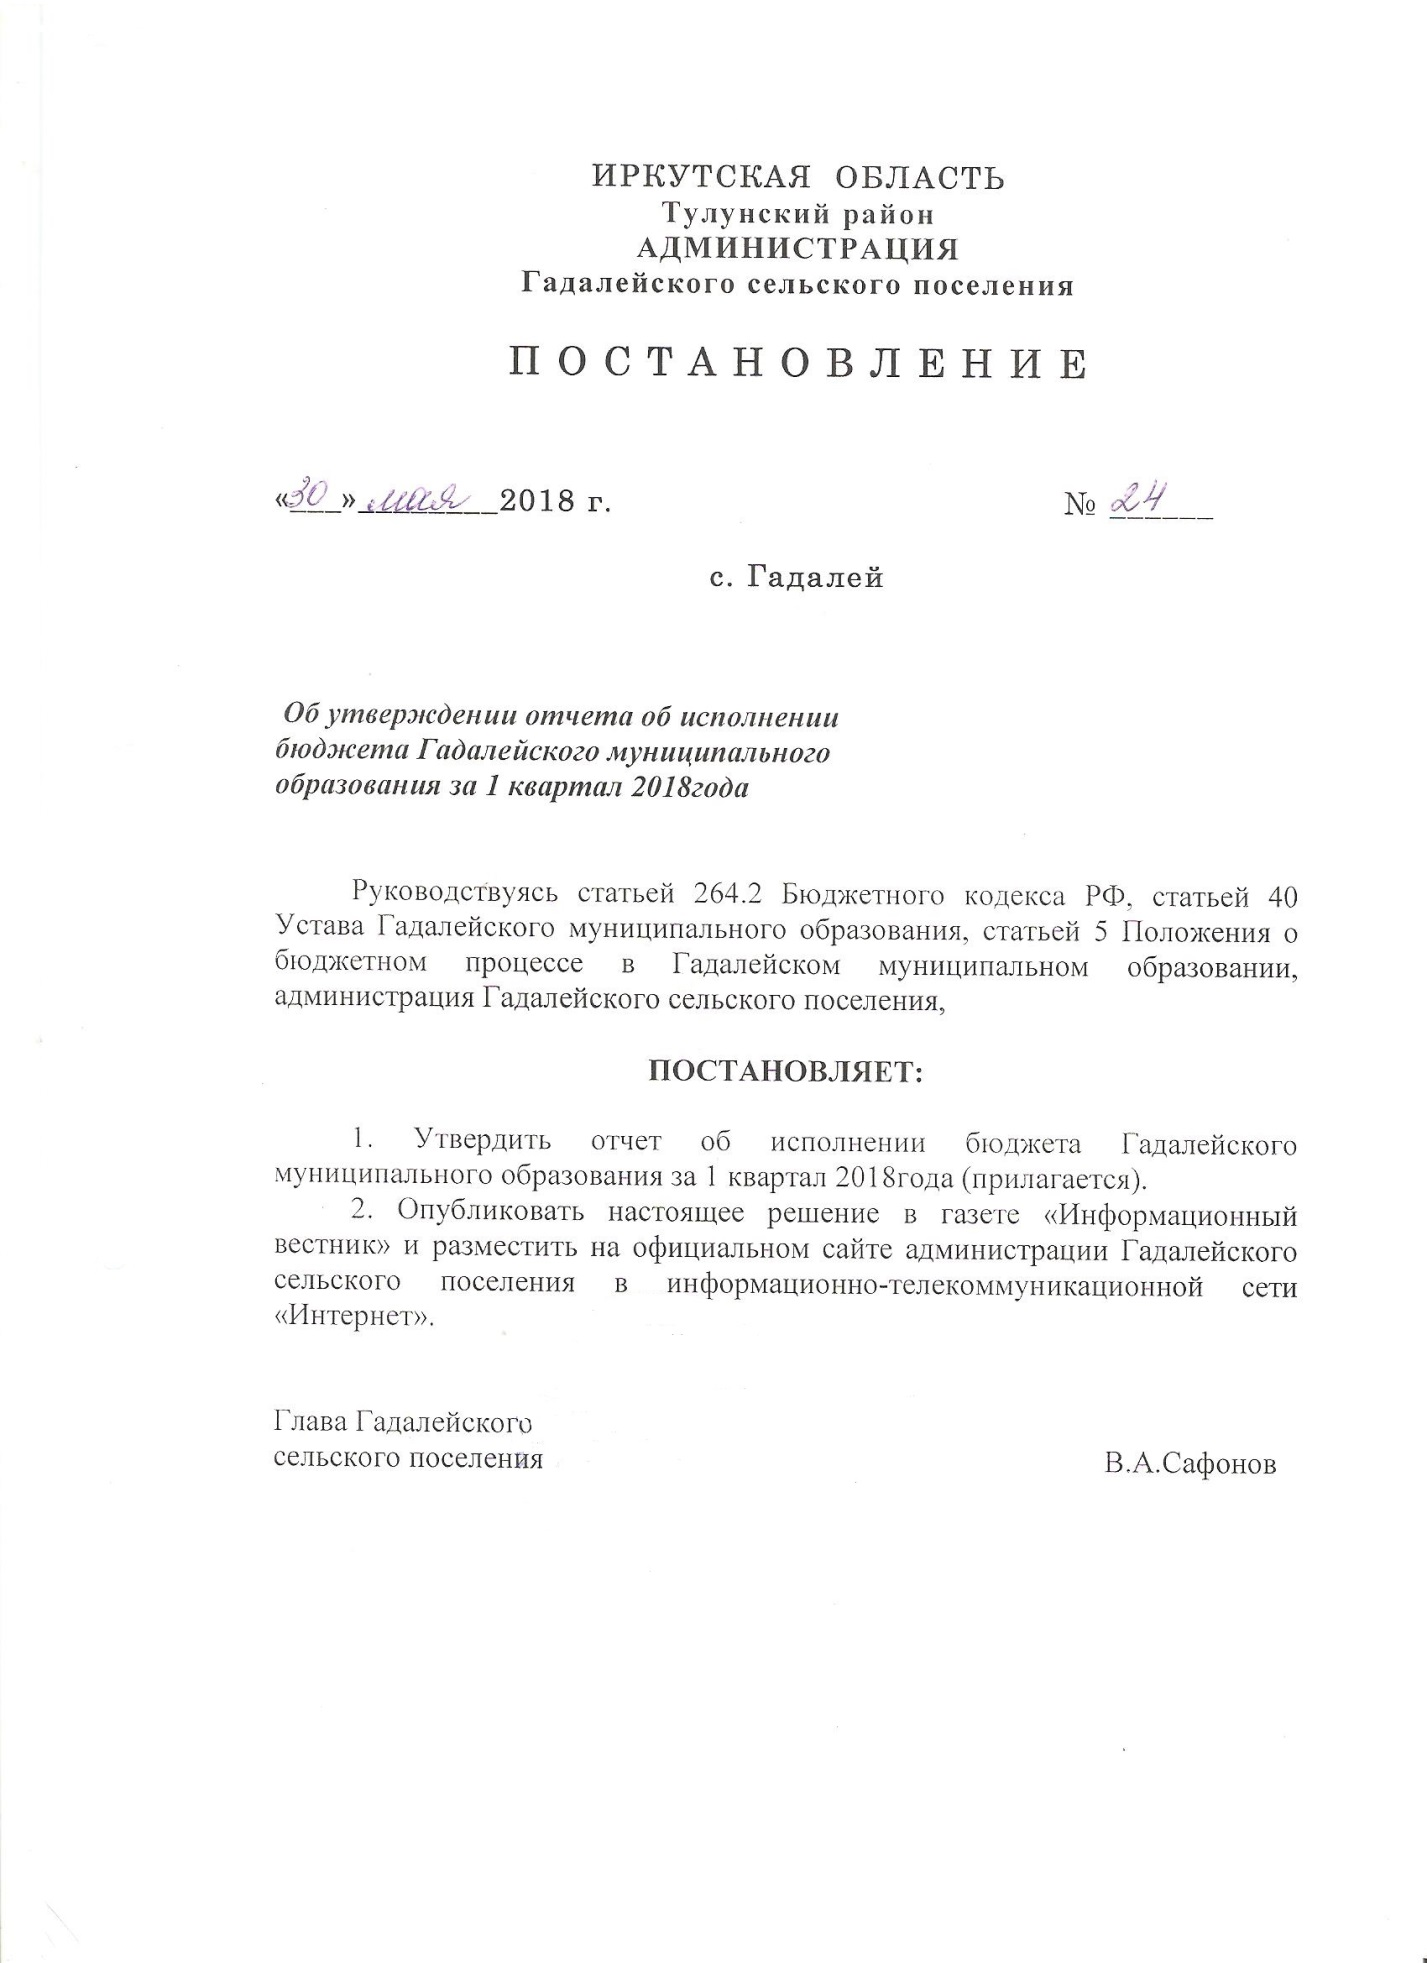 ИРКУТСКАЯ ОБЛАСТЬ
Тулунский район
АДМИНИСТРАЦИЯ
Гадалейского сельского поселения
П О С Т А Н О В Л Е Н И Е
«30» мая 2018 г. № 24
с. Гадалей
Об утверждении отчета об исполнении
бюджета Гадалейского муниципального
образования за 1 квартал 2018года
Руководствуясь статьей 264.2 Бюджетного кодекса РФ, статьей 40
Устава Гадалейского муниципального образования, статьей 5 Положения о
бюджетном процессе в Гадалейском муниципальном образовании,
администрация Гадалейского сельского поселения,
ПОСТАНОВЛЯЕТ:
1. Утвердить отчет об исполнении бюджета Гадалейского
муниципального образования за 1 квартал 2018года (прилагается).
2. Опубликовать настоящее решение в газете «Информационный
вестник» и разместить на официальном сайте администрации Гадалейского
сельского поселения в информационно-телекоммуникационной сети
«Интернет».
Глава Гадалейского
сельского поселения В.А.Сафонов